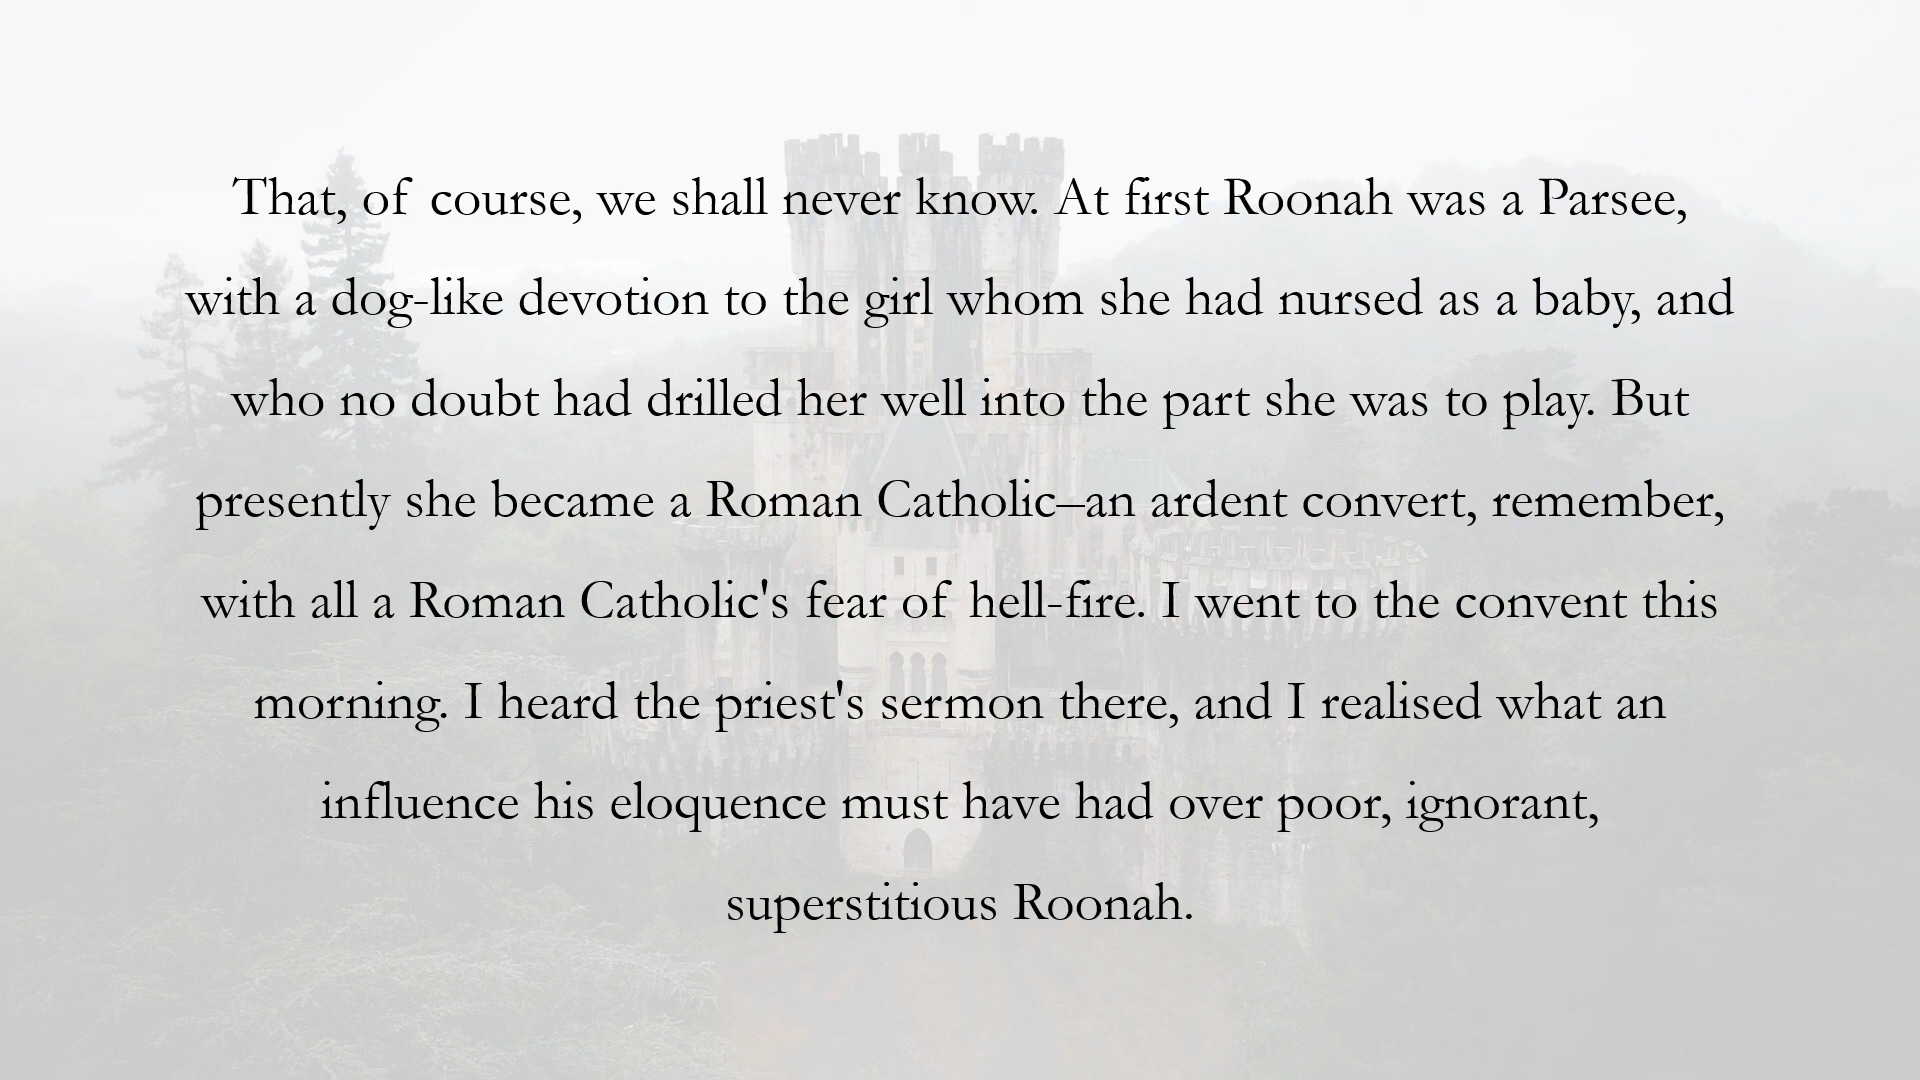 That, of course, we shall never know. At first Roonah was a Parsee,
with a dog-like devotion to the girl whom she had nursed as a baby, and
who no doubt had drilled her well into the part she was to play. But
presently she became a Roman Catholic–an ardent convert, remember,
with all a Roman Catholic's fear of hell-fire. I went to the convent this
morning. I heard the priest's sermon there, and I realised what an
influence his eloquence must have had over poor, ignorant,
superstitious Roonah.